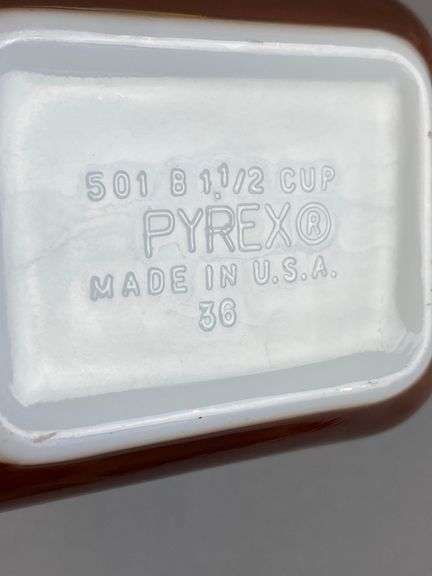 501 B 1 1/2 CUP
PYREX®
MADE IN U.S.A.
36